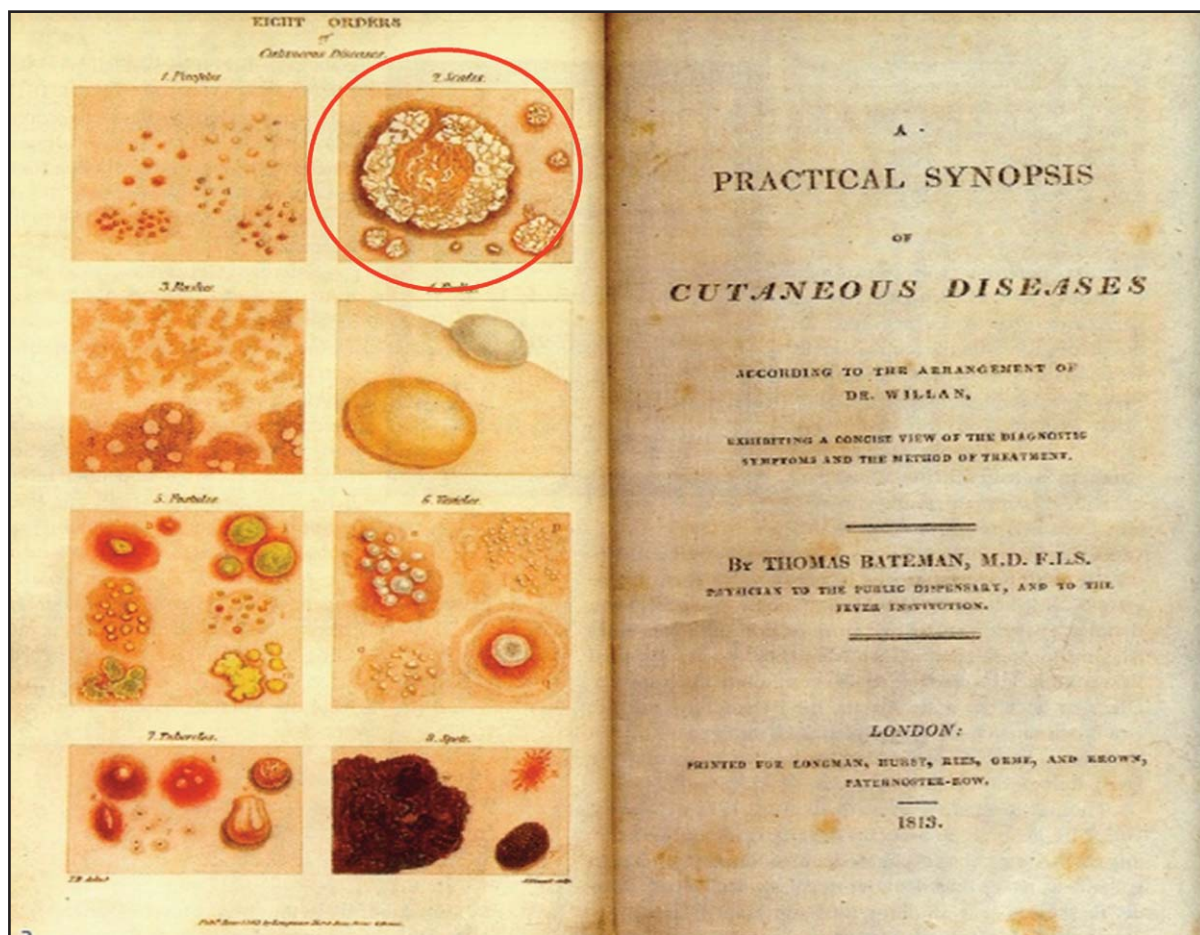 EIGHT ORDERS
of
Cutaneous Diseases.
1. Pimples
2. Scales.
3. Rashes
5. Pustules
6. Vesicles.
7. Tubercles.
8. Spots.
A
PRACTICAL SYNOPSIS
OF
CUTANEOUS DISEASES
ACCORDING TO THE ARRANGEMENT OF
DR. WILLAN,
EXHIBITING A CONCISE VIEW OF THE DIAGNOSTIC
SYMPTOMS AND THE METHOD OF TREATMENT.
By THOMAS BATEMAN, M.D. F.L.S.
PHYSICIAN TO THE PUBLIC DISPENSARY, AND TO THE
FEVER INSTITUTION.
LONDON:
PRINTED FOR LONGMAN, HURST, REES, ORME, AND BROWN,
PATERNOSTER-ROW.
1813.